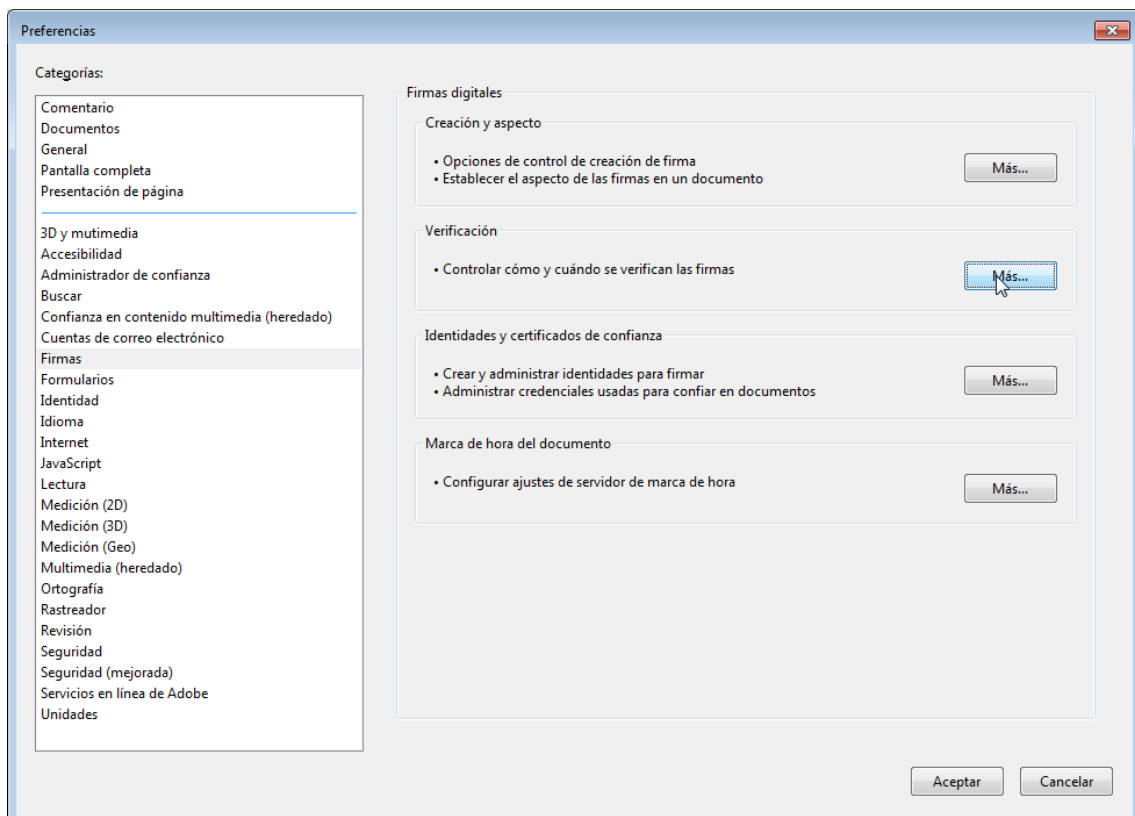 Preferencias
Categorías:
Comentario
Documentos
General
Pantalla completa
Presentación de página
3D y mutimedia
Accesibilidad
Administrador de confianza
Buscar
Confianza en contenido multimedia (heredado)
Cuentas de correo electrónico
Firmas
Formularios
Identidad
Idioma
Internet
JavaScript
Lectura
Medición (2D)
Medición (3D)
Medición (Geo)
Multimedia (heredado)
Ortografía
Rastreador
Revisión
Seguridad
Seguridad (mejorada)
Servicios en línea de Adobe
Unidades
Firmas digitales
Creación y aspecto
• Opciones de control de creación de firma
• Establecer el aspecto de las firmas en un documento
Más...
Verificación
• Controlar cómo y cuándo se verifican las firmas
Más...
Identidades y certificados de confianza
• Crear y administrar identidades para firmar
• Administrar credenciales usadas para confiar en documentos
Más...
Marca de hora del documento
• Configurar ajustes de servidor de marca de hora
Más...
Aceptar
Cancelar